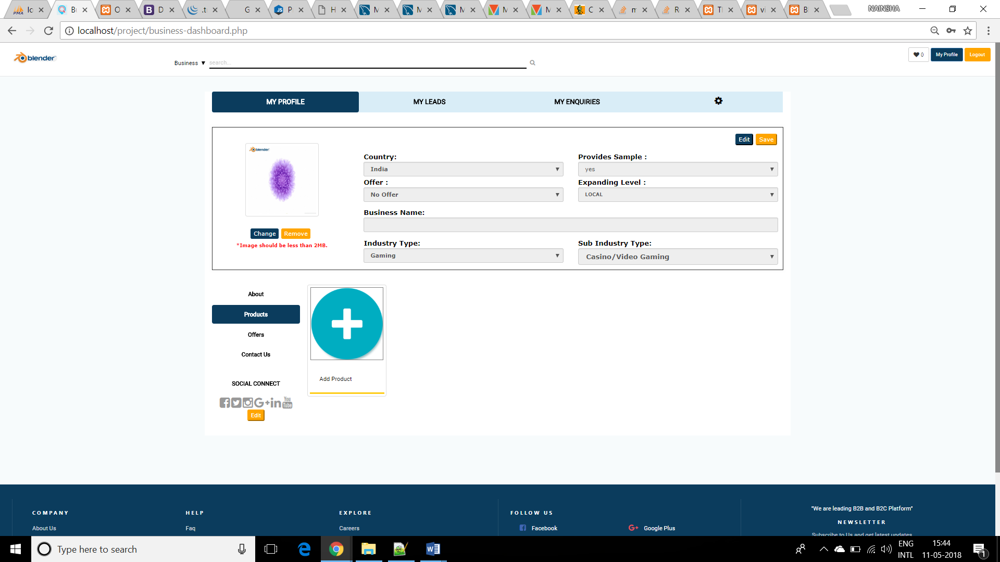 Ic
Bu
O
D
.ti
G
P
H
M
M
M
M
M
C
m
R
TI
vi
B
NAINSHA
localhost/project/business-dashboard.php
blender
Business ▼ search...
0
My Profile
Logout
MY PROFILE
MY LEADS
MY ENQUIRIES
Edit
Save
blender
Change
Remove
*Image should be less than 2MB.
Country:
Provides Sample :
India
yes
Offer :
Expanding Level :
No Offer
LOCAL
Business Name:
Industry Type:
Sub Industry Type:
Gaming
Casino/Video Gaming
About
Products
Offers
Contact Us
SOCIAL CONNECT
You
Tube
Edit
Add Product
COMPANY
HELP
EXPLORE
FOLLOW US
"We are leading B2B and B2C Platform"
NEWSLETTER
About Us
Faq
Careers
Facebook
Google Plus
Subscribe to Us and get latest updates
Type here to search
ENG
INTL
15:44
11-05-2018
1